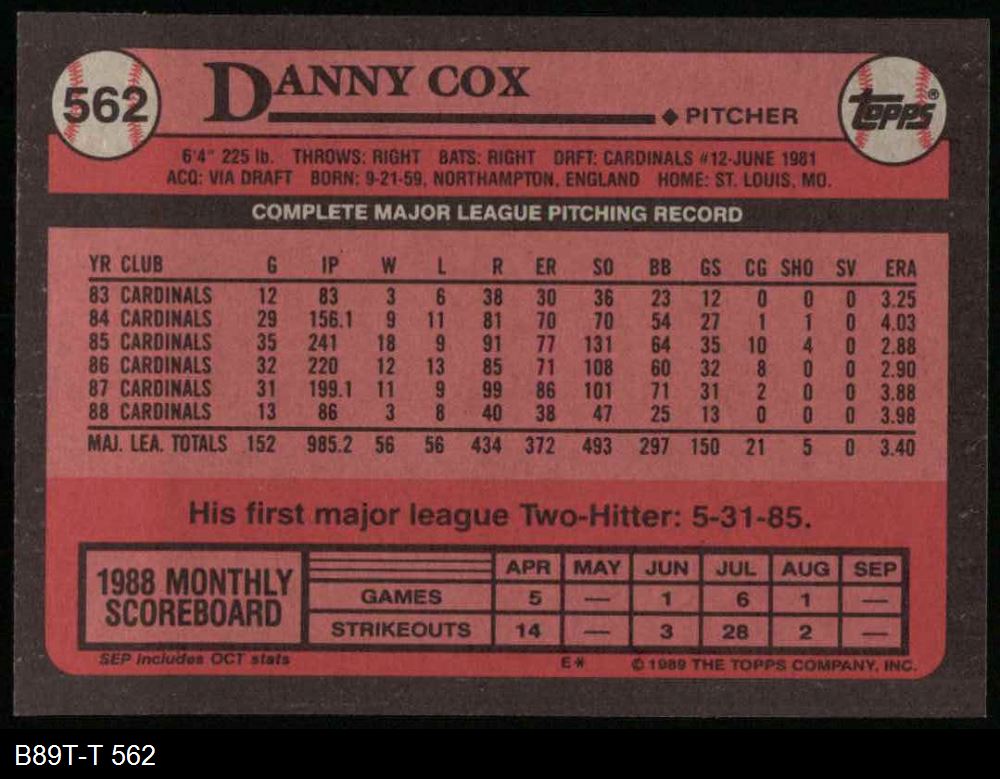 562
DANNY COX
◆ PITCHER
TOPPS®
6'4" 225 lb. THROWS: RIGHT BATS: RIGHT DRFT: CARDINALS #12-JUNE 1981
ACQ: VIA DRAFT BORN: 9-21-59, NORTHAMPTON, ENGLAND HOME: ST. LOUIS, MO.
COMPLETE MAJOR LEAGUE PITCHING RECORD
YR CLUB G IP W L R ER SO BB GS CG SHO SV ERA
83 CARDINALS 12 83 3 6 38 30 36 23 12 0 0 0 3.25
84 CARDINALS 29 156.1 9 11 81 70 70 54 27 1 1 0 4.03
85 CARDINALS 35 241 18 9 91 77 131 64 35 10 4 0 2.88
86 CARDINALS 32 220 12 13 85 71 108 60 32 8 0 0 2.90
87 CARDINALS 31 199.1 11 9 99 86 101 71 31 2 0 0 3.88
88 CARDINALS 13 86 3 8 40 38 47 25 13 0 0 0 3.98
MAJ. LEA. TOTALS 152 985.2 56 56 434 372 493 297 150 21 5 0 3.40
His first major league Two-Hitter: 5-31-85.
1988 MONTHLY SCOREBOARD
APR MAY JUN JUL AUG SEP
GAMES 5 — 1 6 1 —
STRIKEOUTS 14 — 3 28 2 —
SEP includes OCT stats
E* © 1989 THE TOPPS COMPANY, INC.
B89T-T 562